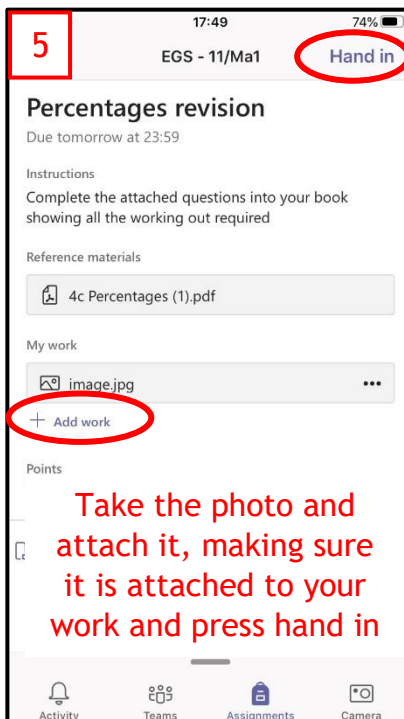 17:49 74%
5
EGS - 11/Ma1 Hand in
Percentages revision
Due tomorrow at 23:59
Instructions
Complete the attached questions into your book
showing all the working out required
Reference materials
4c Percentages (1).pdf
My work
image.jpg
+ Add work
Points
Take the photo and
attach it, making sure
it is attached to your
work and press hand in
Activity Teams Assignments Camera